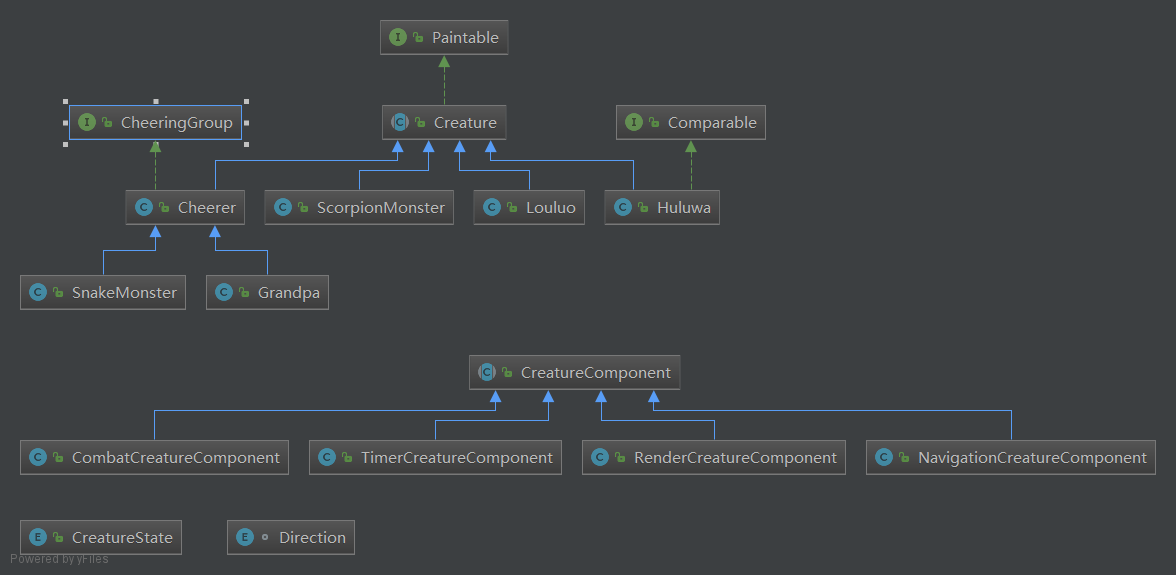 Paintable
CheeringGroup
Creature
Comparable
Cheerer
ScorpionMonster
Louluo
Huluwa
SnakeMonster
Grandpa
CreatureComponent
CombatCreatureComponent
TimerCreatureComponent
RenderCreatureComponent
NavigationCreatureComponent
CreatureState
Direction
Powered by yFiles